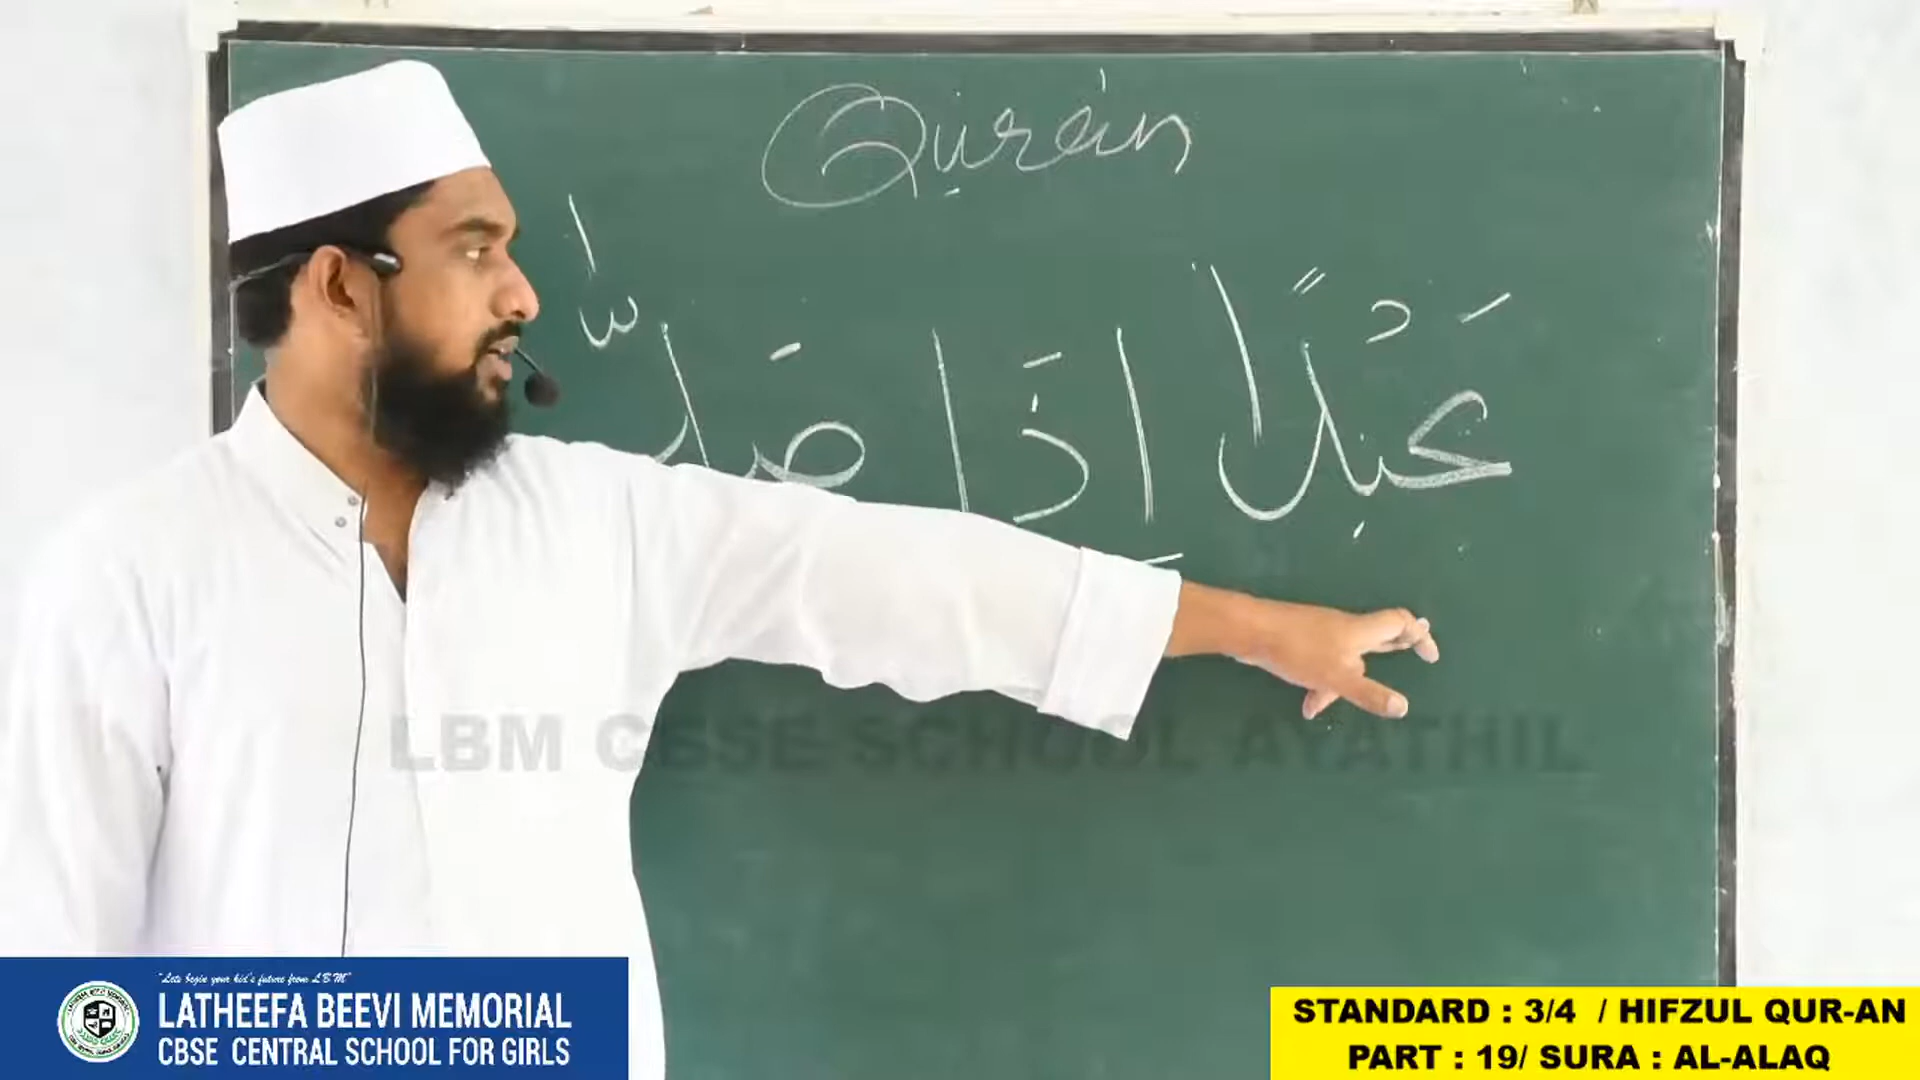 Qurán
عَبْدًا إِذَا صَلَّىٰ
LBM CBSE SCHOOL AYATHIL
"Lets begin your kid's future from LBM"
LATHEEFA BEEVI MEMORIAL
CBSE CENTRAL SCHOOL FOR GIRLS
STANDARD : 3/4 / HIFZUL QUR-AN
PART : 19/ SURA : AL-ALAQ